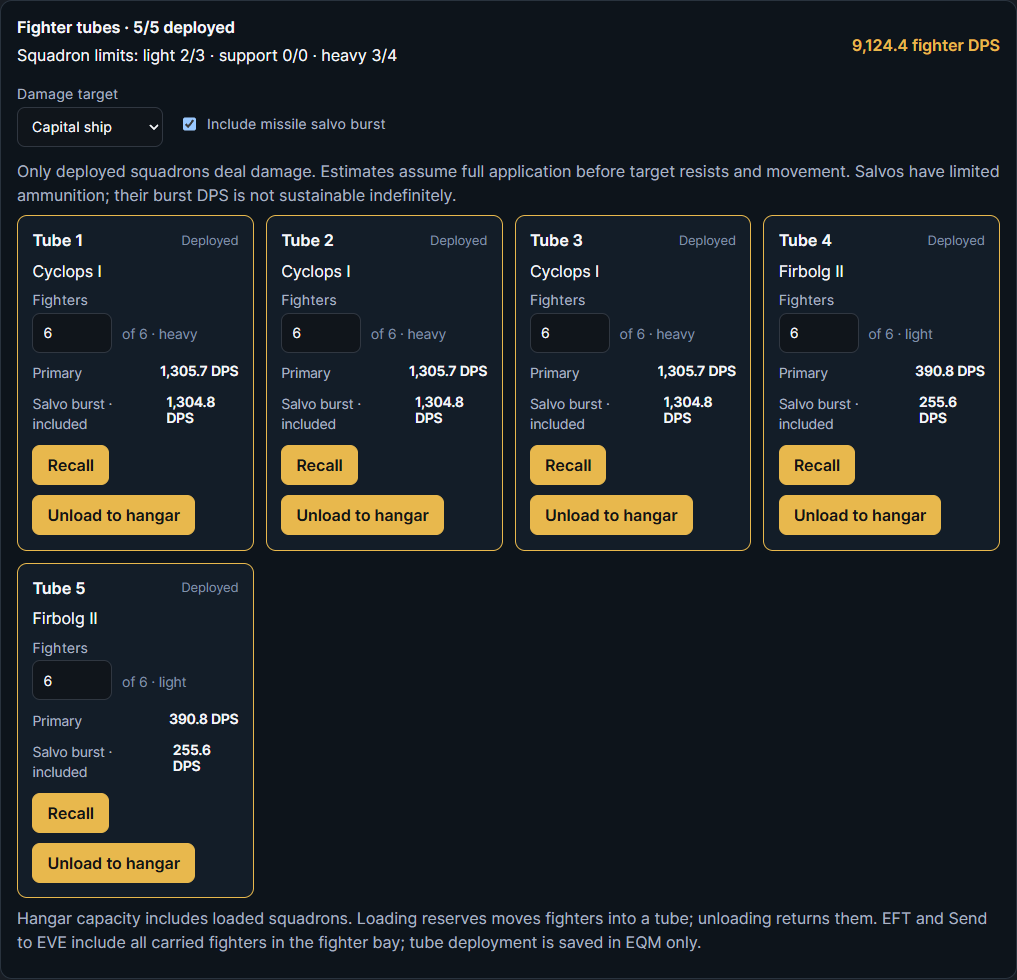 Fighter tubes · 5/5 deployed
Squadron limits: light 2/3 · support 0/0 · heavy 3/4
9,124.4 fighter DPS
Damage target
Capital ship
Include missile salvo burst
Only deployed squadrons deal damage. Estimates assume full application before target resists and movement. Salvos have limited
ammunition; their burst DPS is not sustainable indefinitely.
Tube 1 Deployed
Cyclops I
Fighters
6 of 6 · heavy
Primary 1,305.7 DPS
Salvo burst · included 1,304.8 DPS
Recall
Unload to hangar
Tube 2 Deployed
Cyclops I
Fighters
6 of 6 · heavy
Primary 1,305.7 DPS
Salvo burst · included 1,304.8 DPS
Recall
Unload to hangar
Tube 3 Deployed
Cyclops I
Fighters
6 of 6 · heavy
Primary 1,305.7 DPS
Salvo burst · included 1,304.8 DPS
Recall
Unload to hangar
Tube 4 Deployed
Firbolg II
Fighters
6 of 6 · light
Primary 390.8 DPS
Salvo burst · included 255.6 DPS
Recall
Unload to hangar
Tube 5 Deployed
Firbolg II
Fighters
6 of 6 · light
Primary 390.8 DPS
Salvo burst · included 255.6 DPS
Recall
Unload to hangar
Hangar capacity includes loaded squadrons. Loading reserves moves fighters into a tube; unloading returns them. EFT and Send
to EVE include all carried fighters in the fighter bay; tube deployment is saved in EQM only.